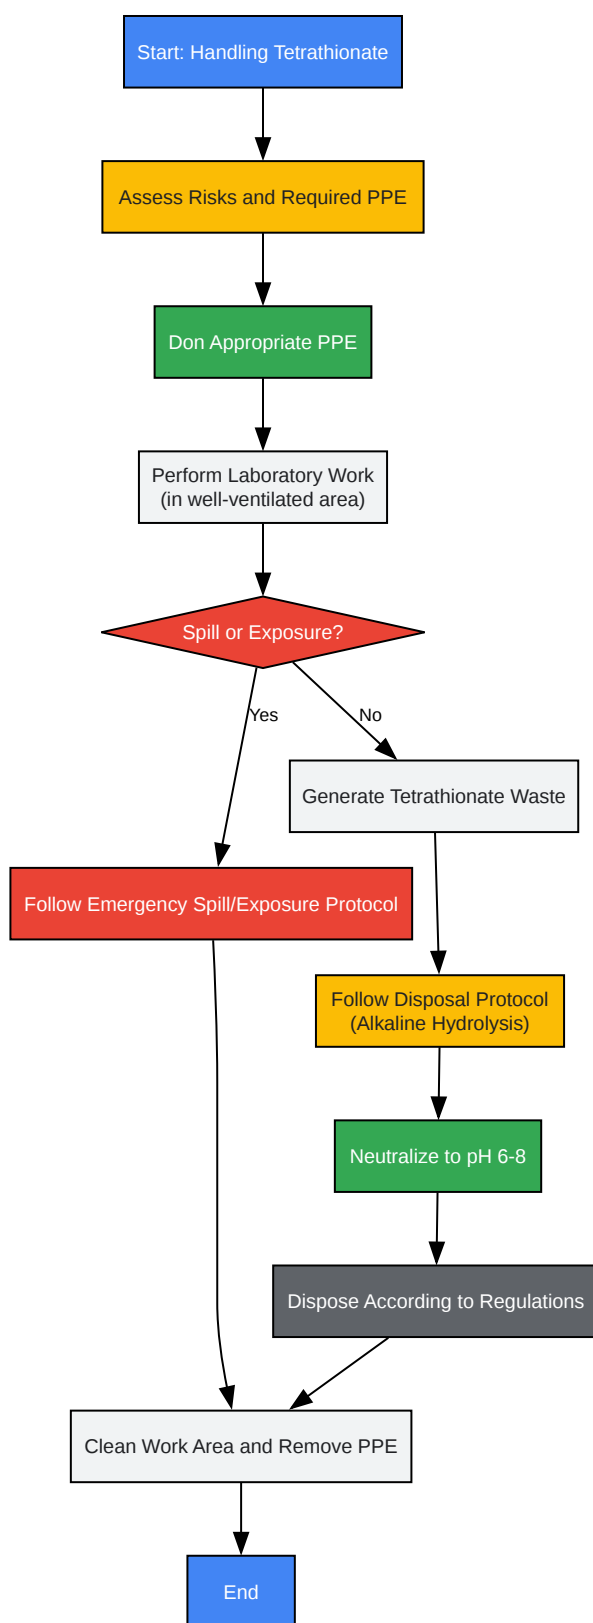 Start: Handling Tetrathionate
Assess Risks and Required PPE
Don Appropriate PPE
Perform Laboratory Work
(in well-ventilated area)
Spill or Exposure?
Yes
No
Generate Tetrathionate Waste
Follow Emergency Spill/Exposure Protocol
Follow Disposal Protocol
(Alkaline Hydrolysis)
Neutralize to pH 6-8
Dispose According to Regulations
Clean Work Area and Remove PPE
End